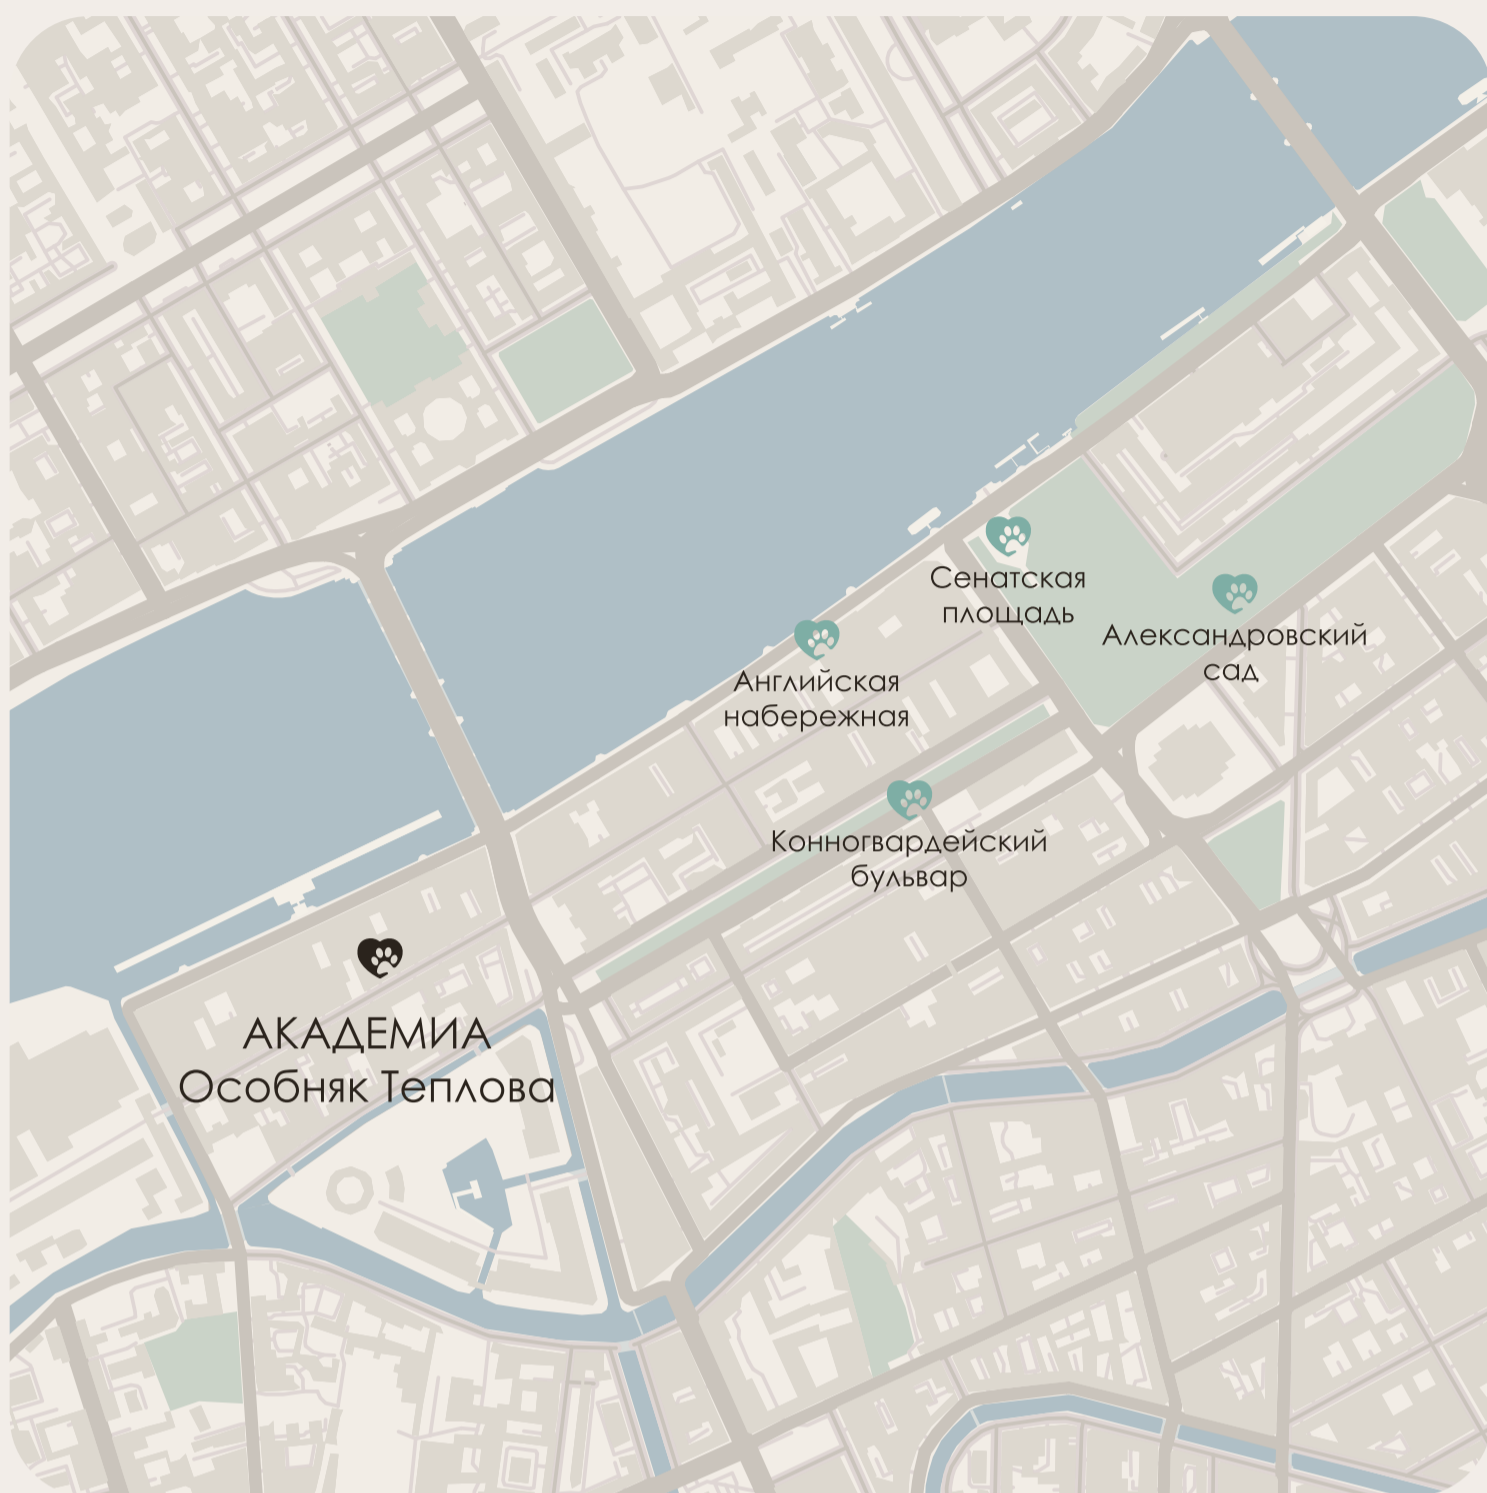 Сенатская
площадь
Александровский
сад
Английская
набережная
Конногвардейский
бульвар
АКАДЕМИА
Особняк Теплова